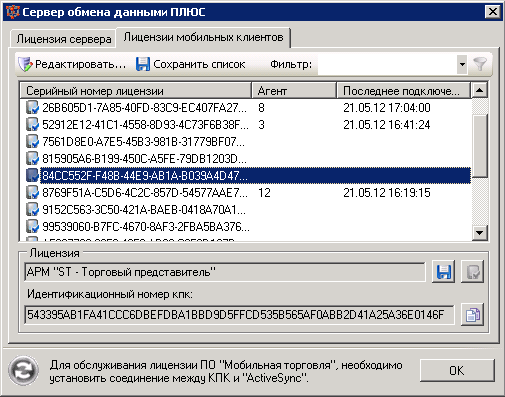 Сервер обмена данными ПЛЮС
Лицензия сервера Лицензии мобильных клиентов
Редактировать... Сохранить список Фильтр:
Серийный номер лицензии Агент Последнее подключе...
26B605D1-7A85-40FD-83C9-EC407FA27... 8 21.05.12 17:04:00
52912E12-41C1-4558-8D93-4C73F6B38F... 3 21.05.12 16:41:24
7561D8E0-A7E5-45B3-981B-31779BF07...
815905A6-B199-450C-A5FE-79DB1203D...
84CC552F-F48B-44E9-AB1A-B039A4D47...
8769F51A-C5D6-4C2C-857D-54577AAE7... 12 21.05.12 16:19:15
9152C563-3C50-421A-BAEB-0418A70A1...
99539060-B7FC-4670-8AF3-2FBA5BA376...
Лицензия
АРМ "ST - Торговый представитель"
Идентификационный номер кпк:
543395AB1FA41CCC6DBEFDBA1BBD9D5FFCD535B565AF0ABB2D41A25A36E0146F
Для обслуживания лицензии ПО "Мобильная торговля", необходимо
установить соединение между КПК и "ActiveSync".
OK